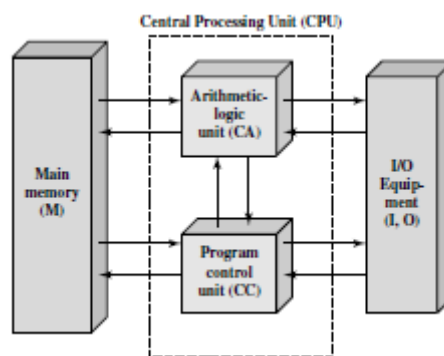 Central Processing Unit (CPU)
Arithmetic-
logic
unit (CA)
Main
memory
(M)
I/O
Equip-
ment
(I, O)
Program
control
unit (CC)